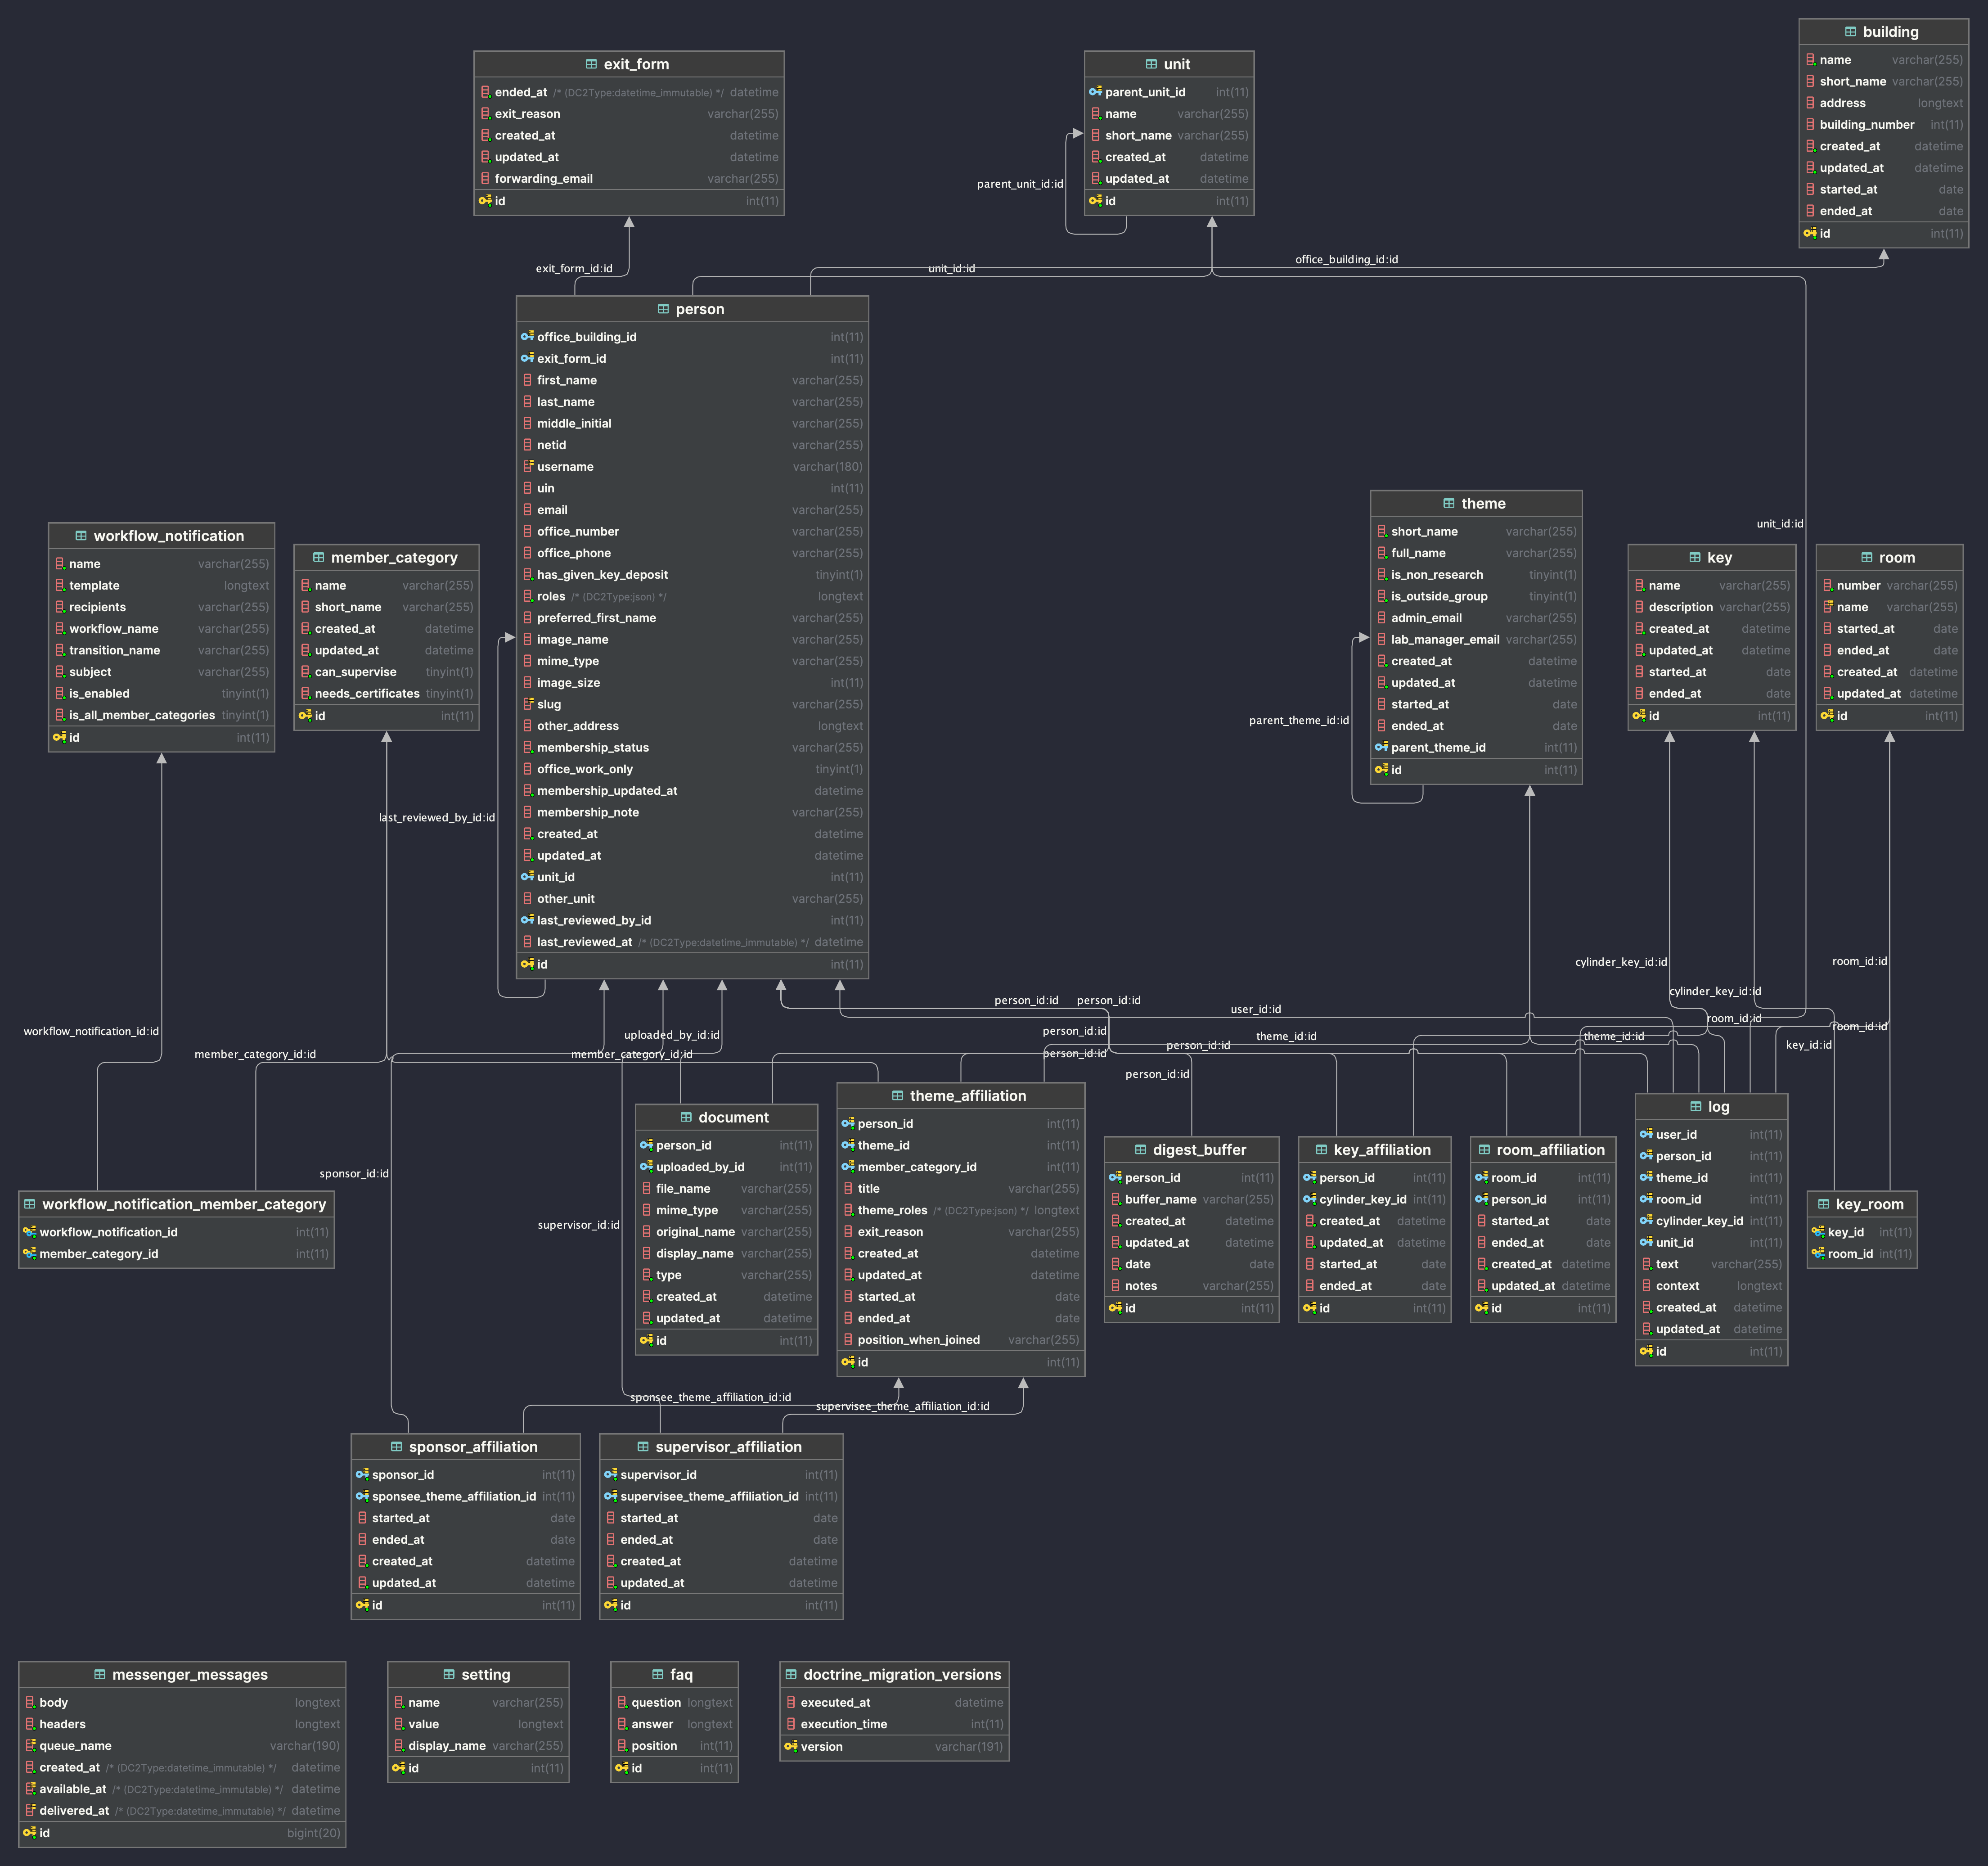 building
name varchar(255)
short_name varchar(255)
address longtext
building_number int(11)
created_at datetime
updated_at datetime
started_at date
ended_at date
id int(11)
exit_form
ended_at /* (DC2Type:datetime_immutable) */ datetime
exit_reason varchar(255)
created_at datetime
updated_at datetime
forwarding_email varchar(255)
id int(11)
unit
parent_unit_id int(11)
name varchar(255)
short_name varchar(255)
created_at datetime
updated_at datetime
id int(11)
parent_unit_id:id
exit_form_id:id
unit_id:id
office_building_id:id
person
office_building_id int(11)
exit_form_id int(11)
first_name varchar(255)
last_name varchar(255)
middle_initial varchar(255)
netid varchar(255)
username varchar(180)
uin int(11)
email varchar(255)
office_number varchar(255)
office_phone varchar(255)
has_given_key_deposit tinyint(1)
roles /* (DC2Type:json) */ longtext
preferred_first_name varchar(255)
image_name varchar(255)
mime_type varchar(255)
image_size int(11)
slug varchar(255)
other_address longtext
membership_status varchar(255)
office_work_only tinyint(1)
membership_updated_at datetime
membership_note varchar(255)
created_at datetime
updated_at datetime
unit_id int(11)
other_unit varchar(255)
last_reviewed_by_id int(11)
last_reviewed_at /* (DC2Type:datetime_immutable) */ datetime
id int(11)
last_reviewed_by_id:id
workflow_notification
name varchar(255)
template longtext
recipients varchar(255)
workflow_name varchar(255)
transition_name varchar(255)
subject varchar(255)
is_enabled tinyint(1)
is_all_member_categories tinyint(1)
id int(11)
member_category
name varchar(255)
short_name varchar(255)
created_at datetime
updated_at datetime
can_supervise tinyint(1)
needs_certificates tinyint(1)
id int(11)
theme
short_name varchar(255)
full_name varchar(255)
is_non_research tinyint(1)
is_outside_group tinyint(1)
admin_email varchar(255)
lab_manager_email varchar(255)
created_at datetime
updated_at datetime
started_at date
ended_at date
parent_theme_id int(11)
id int(11)
parent_theme_id:id
unit_id:id
key
name varchar(255)
description varchar(255)
created_at datetime
updated_at datetime
started_at date
ended_at date
id int(11)
room
number varchar(255)
name varchar(255)
started_at date
ended_at date
created_at datetime
updated_at datetime
id int(11)
cylinder_key_id:id
room_id:id
cylinder_key_id:id
person_id:id
person_id:id
user_id:id
room_id:id
room_id:id
workflow_notification_id:id
uploaded_by_id:id
person_id:id
theme_id:id
theme_id:id
key_id:id
member_category_id:id
member_category_id:id
person_id:id
person_id:id
person_id:id
sponsor_id:id
supervisor_id:id
document
person_id int(11)
uploaded_by_id int(11)
file_name varchar(255)
mime_type varchar(255)
original_name varchar(255)
display_name varchar(255)
type varchar(255)
created_at datetime
updated_at datetime
id int(11)
theme_affiliation
person_id int(11)
theme_id int(11)
member_category_id int(11)
title varchar(255)
theme_roles /* (DC2Type:json) */ longtext
exit_reason varchar(255)
created_at datetime
updated_at datetime
started_at date
ended_at date
position_when_joined varchar(255)
id int(11)
digest_buffer
person_id int(11)
buffer_name varchar(255)
created_at datetime
updated_at datetime
date date
notes varchar(255)
id int(11)
key_affiliation
person_id int(11)
cylinder_key_id int(11)
created_at datetime
updated_at datetime
started_at date
ended_at date
id int(11)
room_affiliation
room_id int(11)
person_id int(11)
started_at date
ended_at date
created_at datetime
updated_at datetime
id int(11)
log
user_id int(11)
person_id int(11)
theme_id int(11)
room_id int(11)
cylinder_key_id int(11)
unit_id int(11)
text varchar(255)
context longtext
created_at datetime
updated_at datetime
id int(11)
key_room
key_id int(11)
room_id int(11)
workflow_notification_member_category
workflow_notification_id int(11)
member_category_id int(11)
sponsee_theme_affiliation_id:id
supervisee_theme_affiliation_id:id
sponsor_affiliation
sponsor_id int(11)
sponsee_theme_affiliation_id int(11)
started_at date
ended_at date
created_at datetime
updated_at datetime
id int(11)
supervisor_affiliation
supervisor_id int(11)
supervisee_theme_affiliation_id int(11)
started_at date
ended_at date
created_at datetime
updated_at datetime
id int(11)
messenger_messages
body longtext
headers longtext
queue_name varchar(190)
created_at /* (DC2Type:datetime_immutable) */ datetime
available_at /* (DC2Type:datetime_immutable) */ datetime
delivered_at /* (DC2Type:datetime_immutable) */ datetime
id bigint(20)
setting
name varchar(255)
value longtext
display_name varchar(255)
id int(11)
faq
question longtext
answer longtext
position int(11)
id int(11)
doctrine_migration_versions
executed_at datetime
execution_time int(11)
version varchar(191)